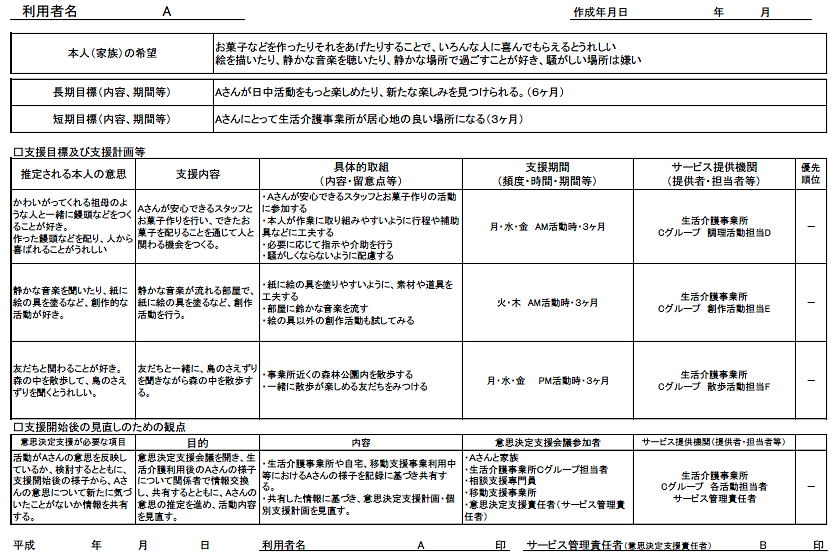 利用者名 A 作成年月日 年 月
本人(家族)の希望
お菓子などを作ったりそれをあげたりすることで、いろんな人に喜んでもらえるとうれしい
絵を描いたり、静かな音楽を聴いたり、静かな場所で過ごすことが好き、騒がしい場所は嫌い
長期目標(内容、期間等) Aさんが日中活動をもっと楽しめたり、新たな楽しみを見つけられる。(6ヶ月)
短期目標(内容、期間等) Aさんにとって生活介護事業所が居心地の良い場所になる(3ヶ月)
□支援目標及び支援計画等
推定される本人の意思
支援内容
具体的取組
(内容・留意点等)
支援期間
(頻度・時間・期間等)
サービス提供機関
(提供者・担当者等)
優先
順位
かわいがってくれる祖母のよ
うな人と一緒に饅頭などをつく
ることが好き。
作った饅頭などを配り、人から
喜ばれることがうれしい
Aさんが安心できるスタッフと
お菓子作りを行い、できたお
菓子を配りることを通じて人と
関わる機会をつくる。
・Aさんが安心できるスタッフとお菓子作りの活動
に参加する
・本人が作業に取り組みやすいように行程や補助
具などに工夫する
・必要に応じて指示や介助を行う
・騒がしくならないように配慮する
月・水・金 AM活動時・3ヶ月
生活介護事業所
Cグループ 調理活動担当D
―
静かな音楽を聞いたり、紙に
絵の具を塗るなど、創作的な
活動が好き。
静かな音楽が流れる部屋で、
紙に絵の具を塗るなど、創作
活動を行う。
・紙に絵の具を塗りやすいように、素材や道具を
工夫する
・部屋に鈴かな音楽を流す
・絵の具以外の創作活動も試してみる
火・木 AM活動時・3ヶ月
生活介護事業所
Cグループ 創作活動担当E
―
友だちと関わることが好き。
森の中を散歩して、鳥のさえ
ずりを聞くとうれしい。
友だちと一緒に、鳥のさえずり
を聞きながら森の中を散歩す
る。
・事業所近くの森林公園内を散歩する
・一緒に散歩が楽しめる友だちをみつける
月・水・金 PM活動時・3ヶ月
生活介護事業所
Cグループ 散歩活動担当F
―
□支援開始後の見直しのための観点
意思決定支援が必要な項目
目的
内容
意思決定支援会議参加者
サービス提供機関(提供者・担当者等)
活動がAさんの意思を反映し
ているか、検討するとともに、
支援開始後の様子から、Aさ
んの意思について新たに気づ
いたことがないか情報を共有
する。
意思決定支援会議を開き、生
活介護利用後のAさんの様子
について関係者で情報交換
し、共有するとともに、Aさんの
意思の推定を進め、活動内容
を見直す。
・生活介護事業所や自宅、移動支援事業利用中
等におけるAさんの様子を記録に基づき共有す
る。
・共有した情報に基づき、意思決定支援計画・個
別支援計画を見直す。
・Aさんと家族
・生活介護事業所Cグループ担当者
・相談支援専門員
・移動支援事業所
・意思決定支援責任者(サービス管理責
任者)
生活介護事業所
Cグループ 各活動担当者
サービス管理責任者
―
平成 年 月 日 利用者名 A 印 サービス管理責任者(意思決定支援責任者) B 印